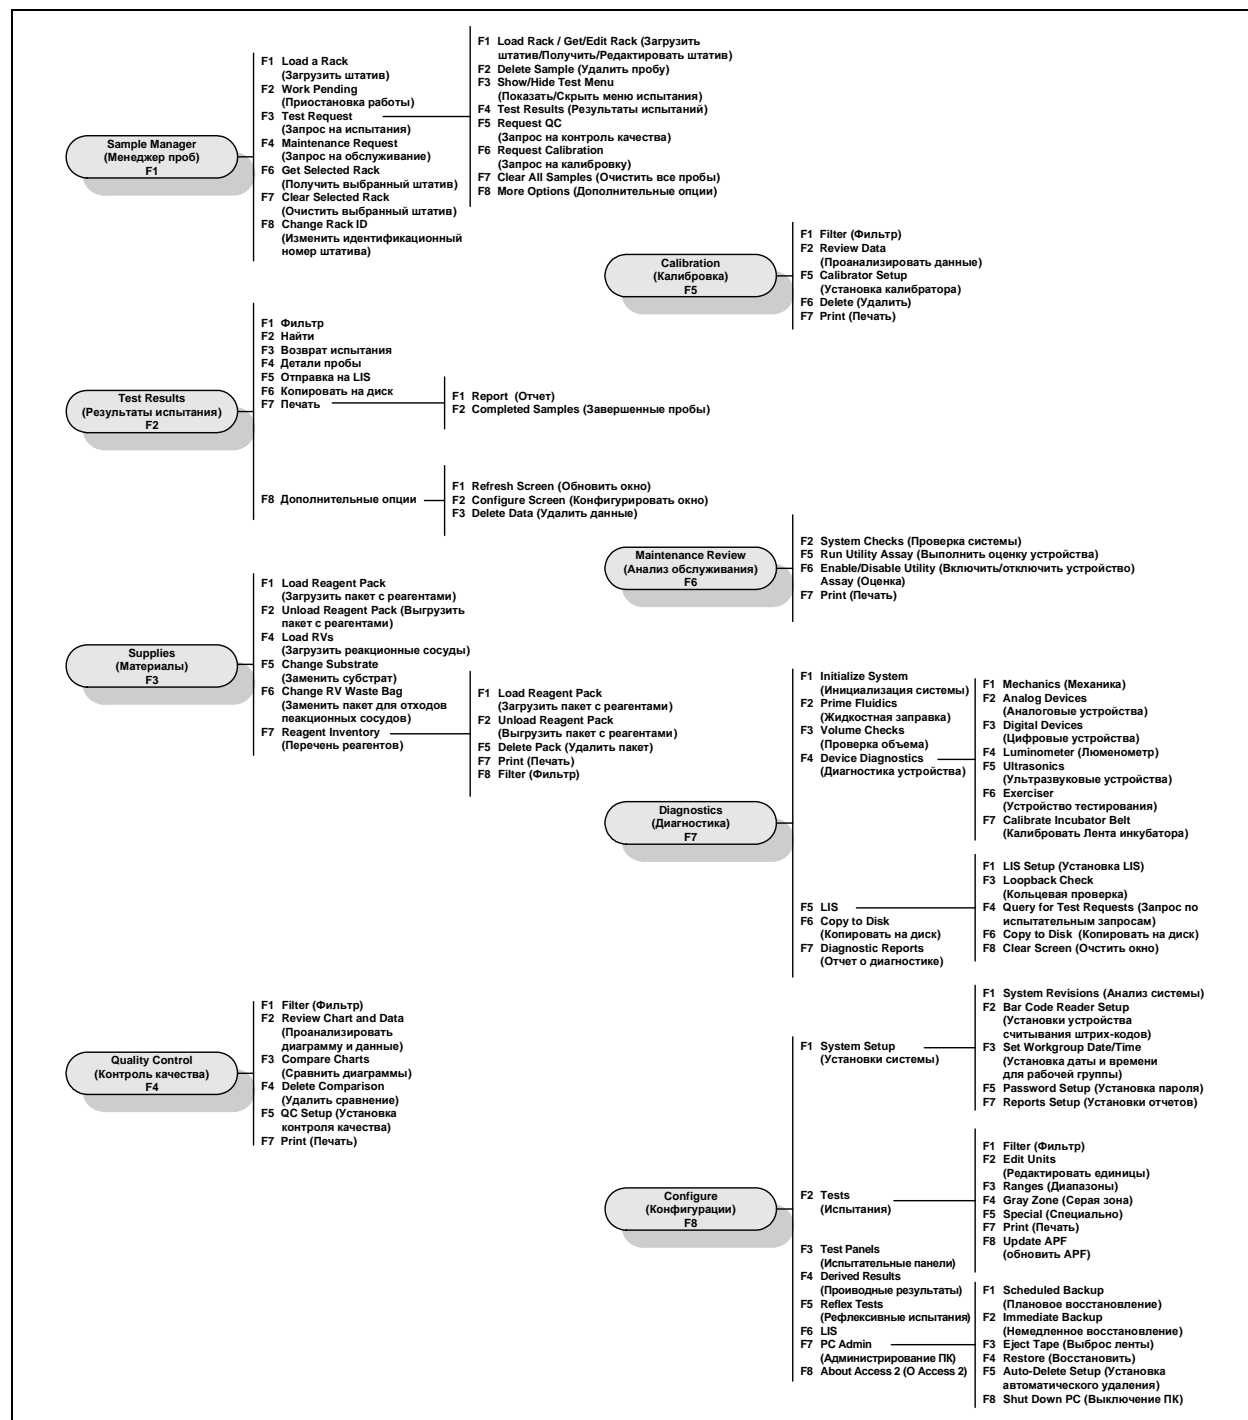 Sample Manager
(Менеджер проб)
F1
F1 Load a Rack
(Загрузить штатив)
F2 Work Pending
(Приостановка работы)
F3 Test Request
(Запрос на испытания)
F4 Maintenance Request
(Запрос на обслуживание)
F6 Get Selected Rack
(Получить выбранный штатив)
F7 Clear Selected Rack
(Очистить выбранный штатив)
F8 Change Rack ID
(Изменить идентификационный
номер штатива)
F1 Load Rack / Get/Edit Rack (Загрузить
штатив/Получить/Редактировать штатив)
F2 Delete Sample (Удалить пробу)
F3 Show/Hide Test Menu
(Показать/Скрыть меню испытания)
F4 Test Results (Результаты испытаний)
F5 Request QC
(Запрос на контроль качества)
F6 Request Calibration
(Запрос на калибровку)
F7 Clear All Samples (Очистить все пробы)
F8 More Options (Дополнительные опции)
Calibration
(Калибровка)
F5
F1 Filter (Фильтр)
F2 Review Data
(Проанализировать данные)
F5 Calibrator Setup
(Установка калибратора)
F6 Delete (Удалить)
F7 Print (Печать)
Test Results
(Результаты испытания)
F2
F1 Фильтр
F2 Найти
F3 Возврат испытания
F4 Детали пробы
F5 Отправка на LIS
F6 Копировать на диск
F7 Печать
F1 Report (Отчет)
F2 Completed Samples (Завершенные пробы)
F8 Дополнительные опции
F1 Refresh Screen (Обновить окно)
F2 Configure Screen (Конфигурировать окно)
F3 Delete Data (Удалить данные)
Maintenance Review
(Анализ обслуживания)
F6
F2 System Checks (Проверка системы)
F5 Run Utility Assay (Выполнить оценку устройства)
F6 Enable/Disable Utility (Включить/отключить устройство)
Assay (Оценка)
F7 Print (Печать)
Supplies
(Материалы)
F3
F1 Load Reagent Pack
(Загрузить пакет с реагентами)
F2 Unload Reagent Pack (Выгрузить
пакет с реагентами)
F4 Load RVs
(Загрузить реакционные сосуды)
F5 Change Substrate
(Заменить субстрат)
F6 Change RV Waste Bag
(Заменить пакет для отходов
пеакционных сосудов)
F7 Reagent Inventory
(Перечень реагентов)
F1 Load Reagent Pack
(Загрузить пакет с реагентами)
F2 Unload Reagent Pack
(Выгрузить пакет с реагентами)
F5 Delete Pack (Удалить пакет)
F7 Print (Печать)
F8 Filter (Фильтр)
Diagnostics
(Диагностика)
F7
F1 Initialize System
(Инициализация системы)
F2 Prime Fluidics
(Жидкостная заправка)
F3 Volume Checks
(Проверка объема)
F4 Device Diagnostics
(Диагностика устройства)
F1 Mechanics (Механика)
F2 Analog Devices
(Аналоговые устройства)
F3 Digital Devices
(Цифровые устройства)
F4 Luminometer (Люменометр)
F5 Ultrasonics
(Ультразвуковые устройства)
F6 Exerciser
(Устройство тестирования)
F7 Calibrate Incubator Belt
(Калибровать Лента инкубатора)
F5 LIS
F6 Copy to Disk
(Копировать на диск)
F7 Diagnostic Reports
(Отчет о диагностике)
F1 LIS Setup (Установка LIS)
F3 Loopback Check
(Кольцевая проверка)
F4 Query for Test Requests (Запрос по
испытательным запросам)
F6 Copy to Disk (Копировать на диск)
F8 Clear Screen (Очстить окно)
Quality Control
(Контроль качества)
F4
F1 Filter (Фильтр)
F2 Review Chart and Data
(Проанализировать
диаграмму и данные)
F3 Compare Charts
(Сравнить диаграммы)
F4 Delete Comparison
(Удалить сравнение)
F5 QC Setup (Установка
контроля качества)
F7 Print (Печать)
Configure
(Конфигурации)
F8
F1 System Setup
(Установки системы)
F1 System Revisions (Анализ системы)
F2 Bar Code Reader Setup
(Установки устройства
считывания штрих-кодов)
F3 Set Workgroup Date/Time
(Установка даты и времени
для рабочей группы)
F5 Password Setup (Установка пароля)
F7 Reports Setup (Установки отчетов)
F2 Tests
(Испытания)
F1 Filter (Фильтр)
F2 Edit Units
(Редактировать единицы)
F3 Ranges (Диапазоны)
F4 Gray Zone (Серая зона)
F5 Special (Специально)
F7 Print (Печать)
F8 Update APF
(обновить APF)
F3 Test Panels
(Испытательные панели)
F4 Derived Results
(Проиводные результаты)
F5 Reflex Tests
(Рефлексивные испытания)
F6 LIS
F7 PC Admin
(Администрирование ПК)
F8 About Access 2 (О Access 2)
F1 Scheduled Backup
(Плановое восстановление)
F2 Immediate Backup
(Немедленное восстановление)
F3 Eject Tape (Выброс ленты)
F4 Restore (Восстановить)
F5 Auto-Delete Setup (Установка
автоматического удаления)
F8 Shut Down PC (Выключение ПК)